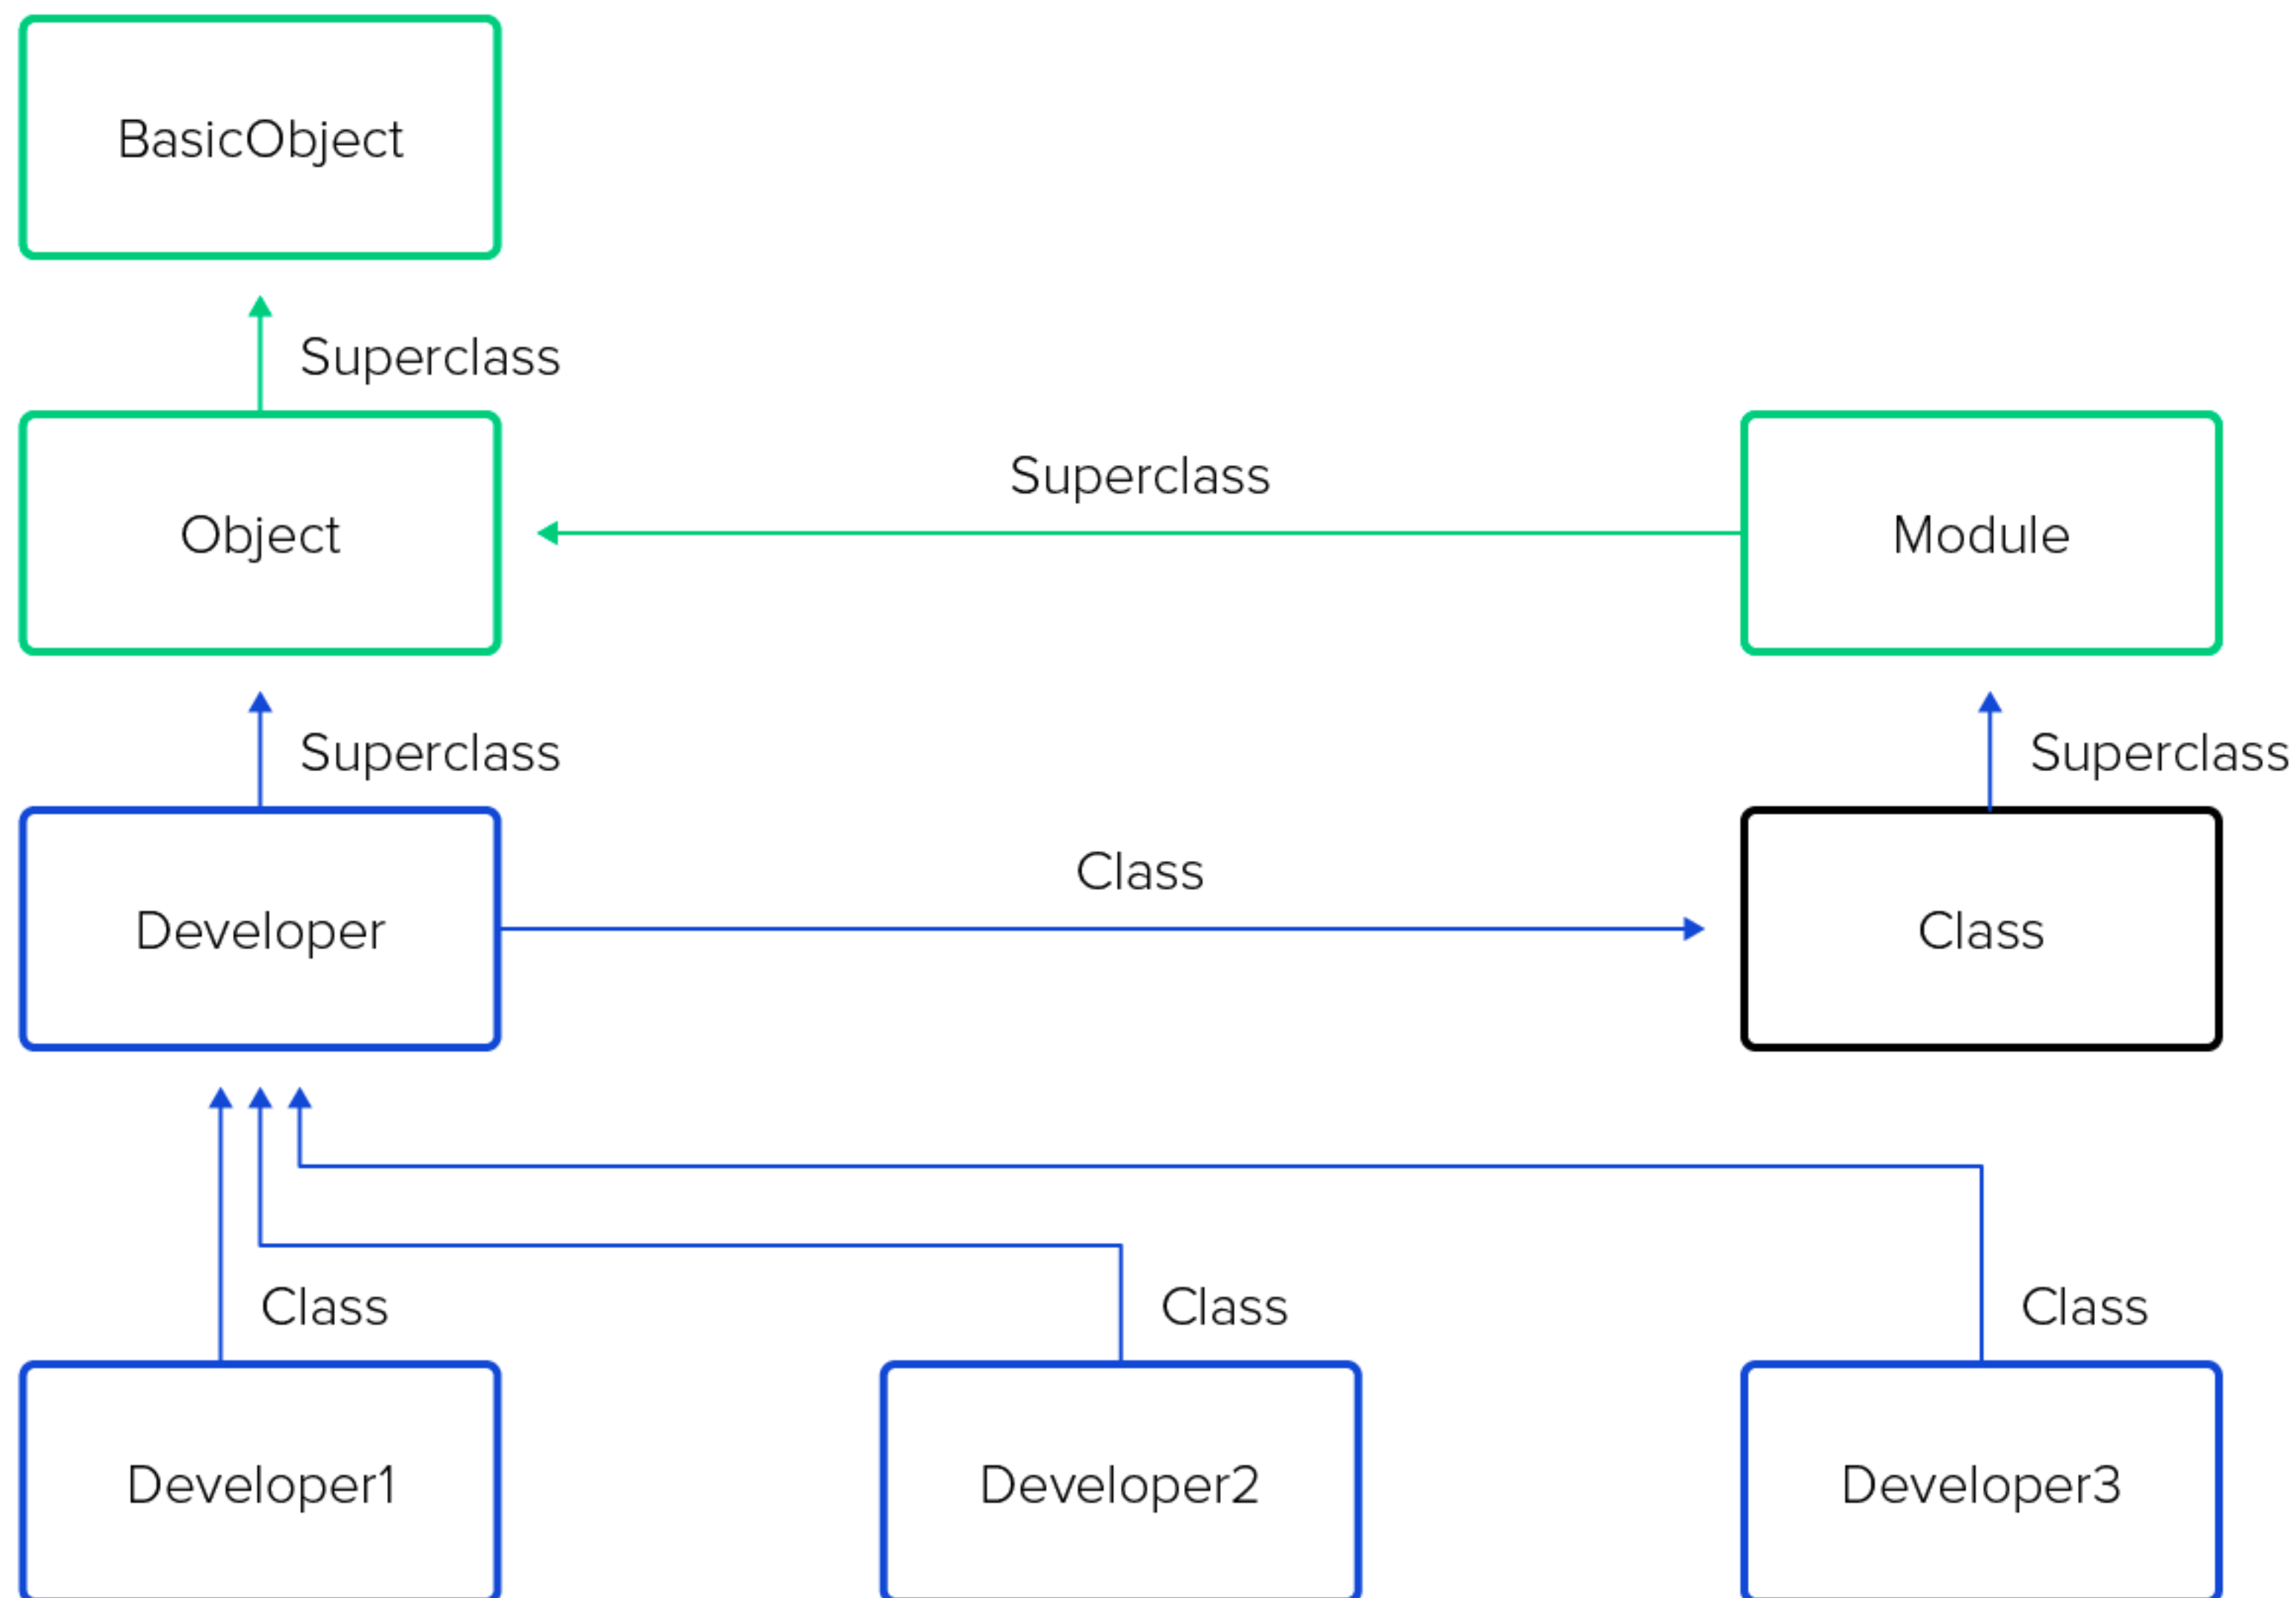 BasicObject
Superclass
Superclass
Object
Module
Superclass
Superclass
Class
Developer
Class
Class
Class
Class
Developer1
Developer2
Developer3